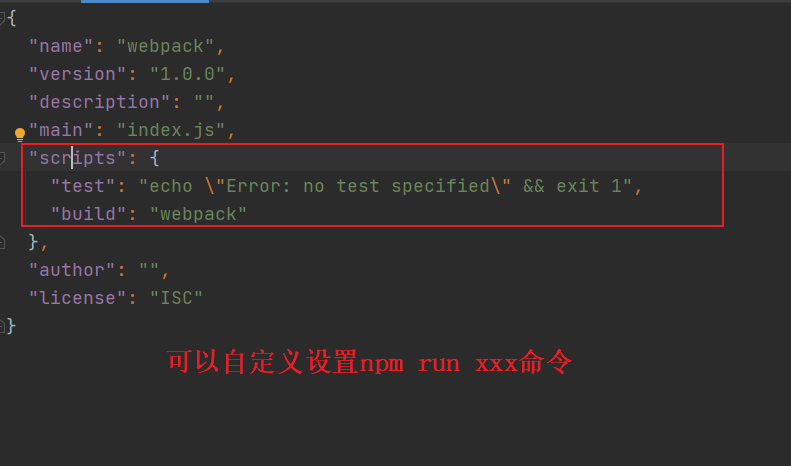 {
"name": "webpack",
"version": "1.0.0",
"description": "",
"main": "index.js",
"scripts": {
"test": "echo \"Error: no test specified\" && exit 1",
"build": "webpack"
},
"author": "",
"license": "ISC"
}
可以自定义设置npm run xxx命令